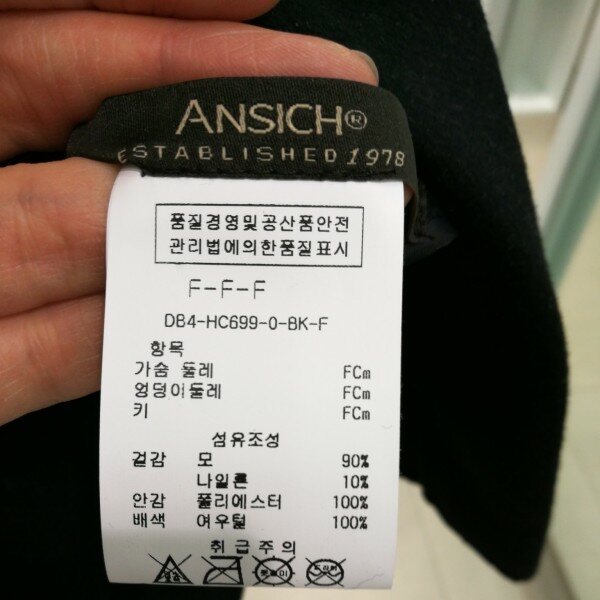 ANSICH®
ESTABLISHED 1978
품질경영및공산품안전
관리법에의한품질표시
F-F-F
DB4-HC699-0-BK-F
항목
가슴 둘레 FCm
엉덩이둘레 FCm
키 FCm
섬유조성
겉감 모 90%
나일론 10%
안감 폴리에스터 100%
배색 여우털 100%
취급주의